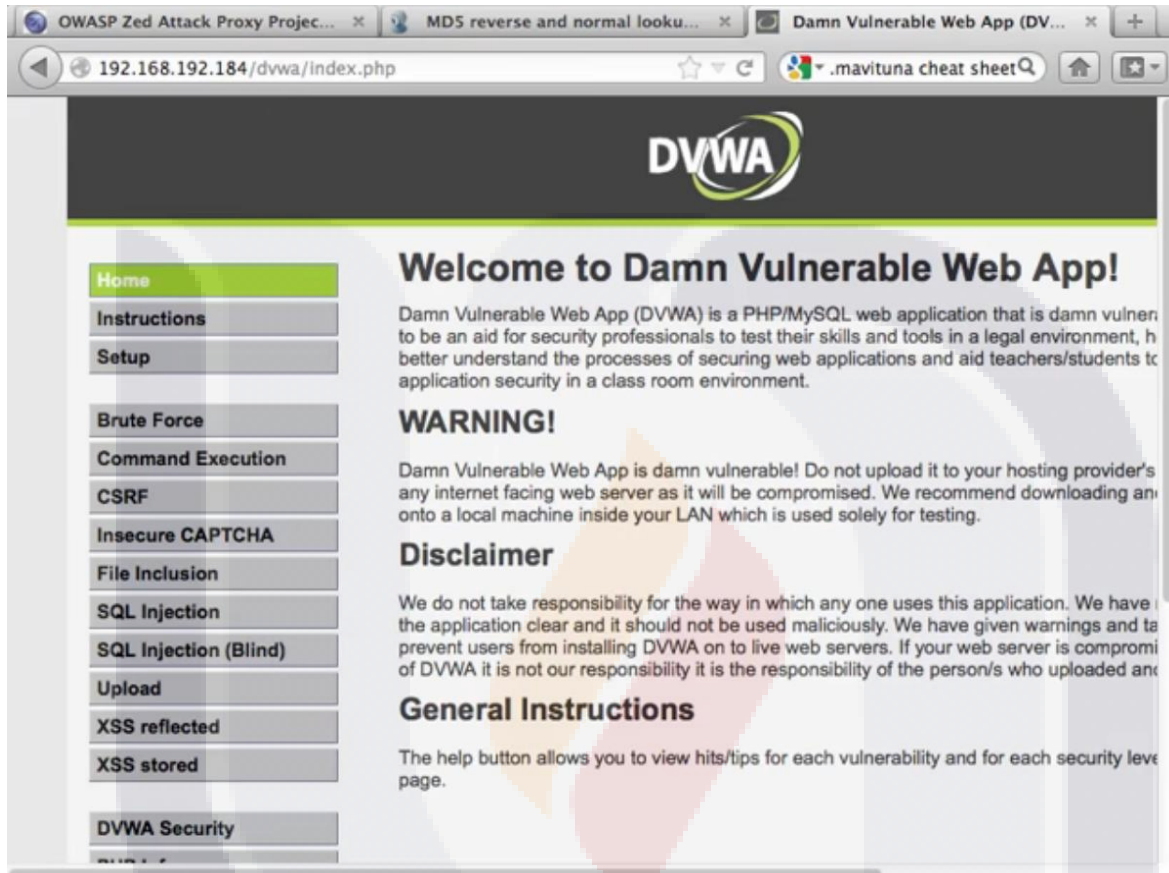 OWASP Zed Attack Proxy Projec...
MD5 reverse and normal looku...
Damn Vulnerable Web App (DV...
192.168.192.184/dvwa/index.php
.mavituna cheat sheet
DVWA
Home
Instructions
Setup
Brute Force
Command Execution
CSRF
Insecure CAPTCHA
File Inclusion
SQL Injection
SQL Injection (Blind)
Upload
XSS reflected
XSS stored
DVWA Security
Welcome to Damn Vulnerable Web App!
Damn Vulnerable Web App (DVWA) is a PHP/MySQL web application that is damn vulner
to be an aid for security professionals to test their skills and tools in a legal environment, h
better understand the processes of securing web applications and aid teachers/students to
application security in a class room environment.
WARNING!
Damn Vulnerable Web App is damn vulnerable! Do not upload it to your hosting provider's
any internet facing web server as it will be compromised. We recommend downloading an
onto a local machine inside your LAN which is used solely for testing.
Disclaimer
We do not take responsibility for the way in which any one uses this application. We have
the application clear and it should not be used maliciously. We have given warnings and ta
prevent users from installing DVWA on to live web servers. If your web server is compromi
of DVWA it is not our responsibility it is the responsibility of the person/s who uploaded an
General Instructions
The help button allows you to view hits/tips for each vulnerability and for each security leve
page.